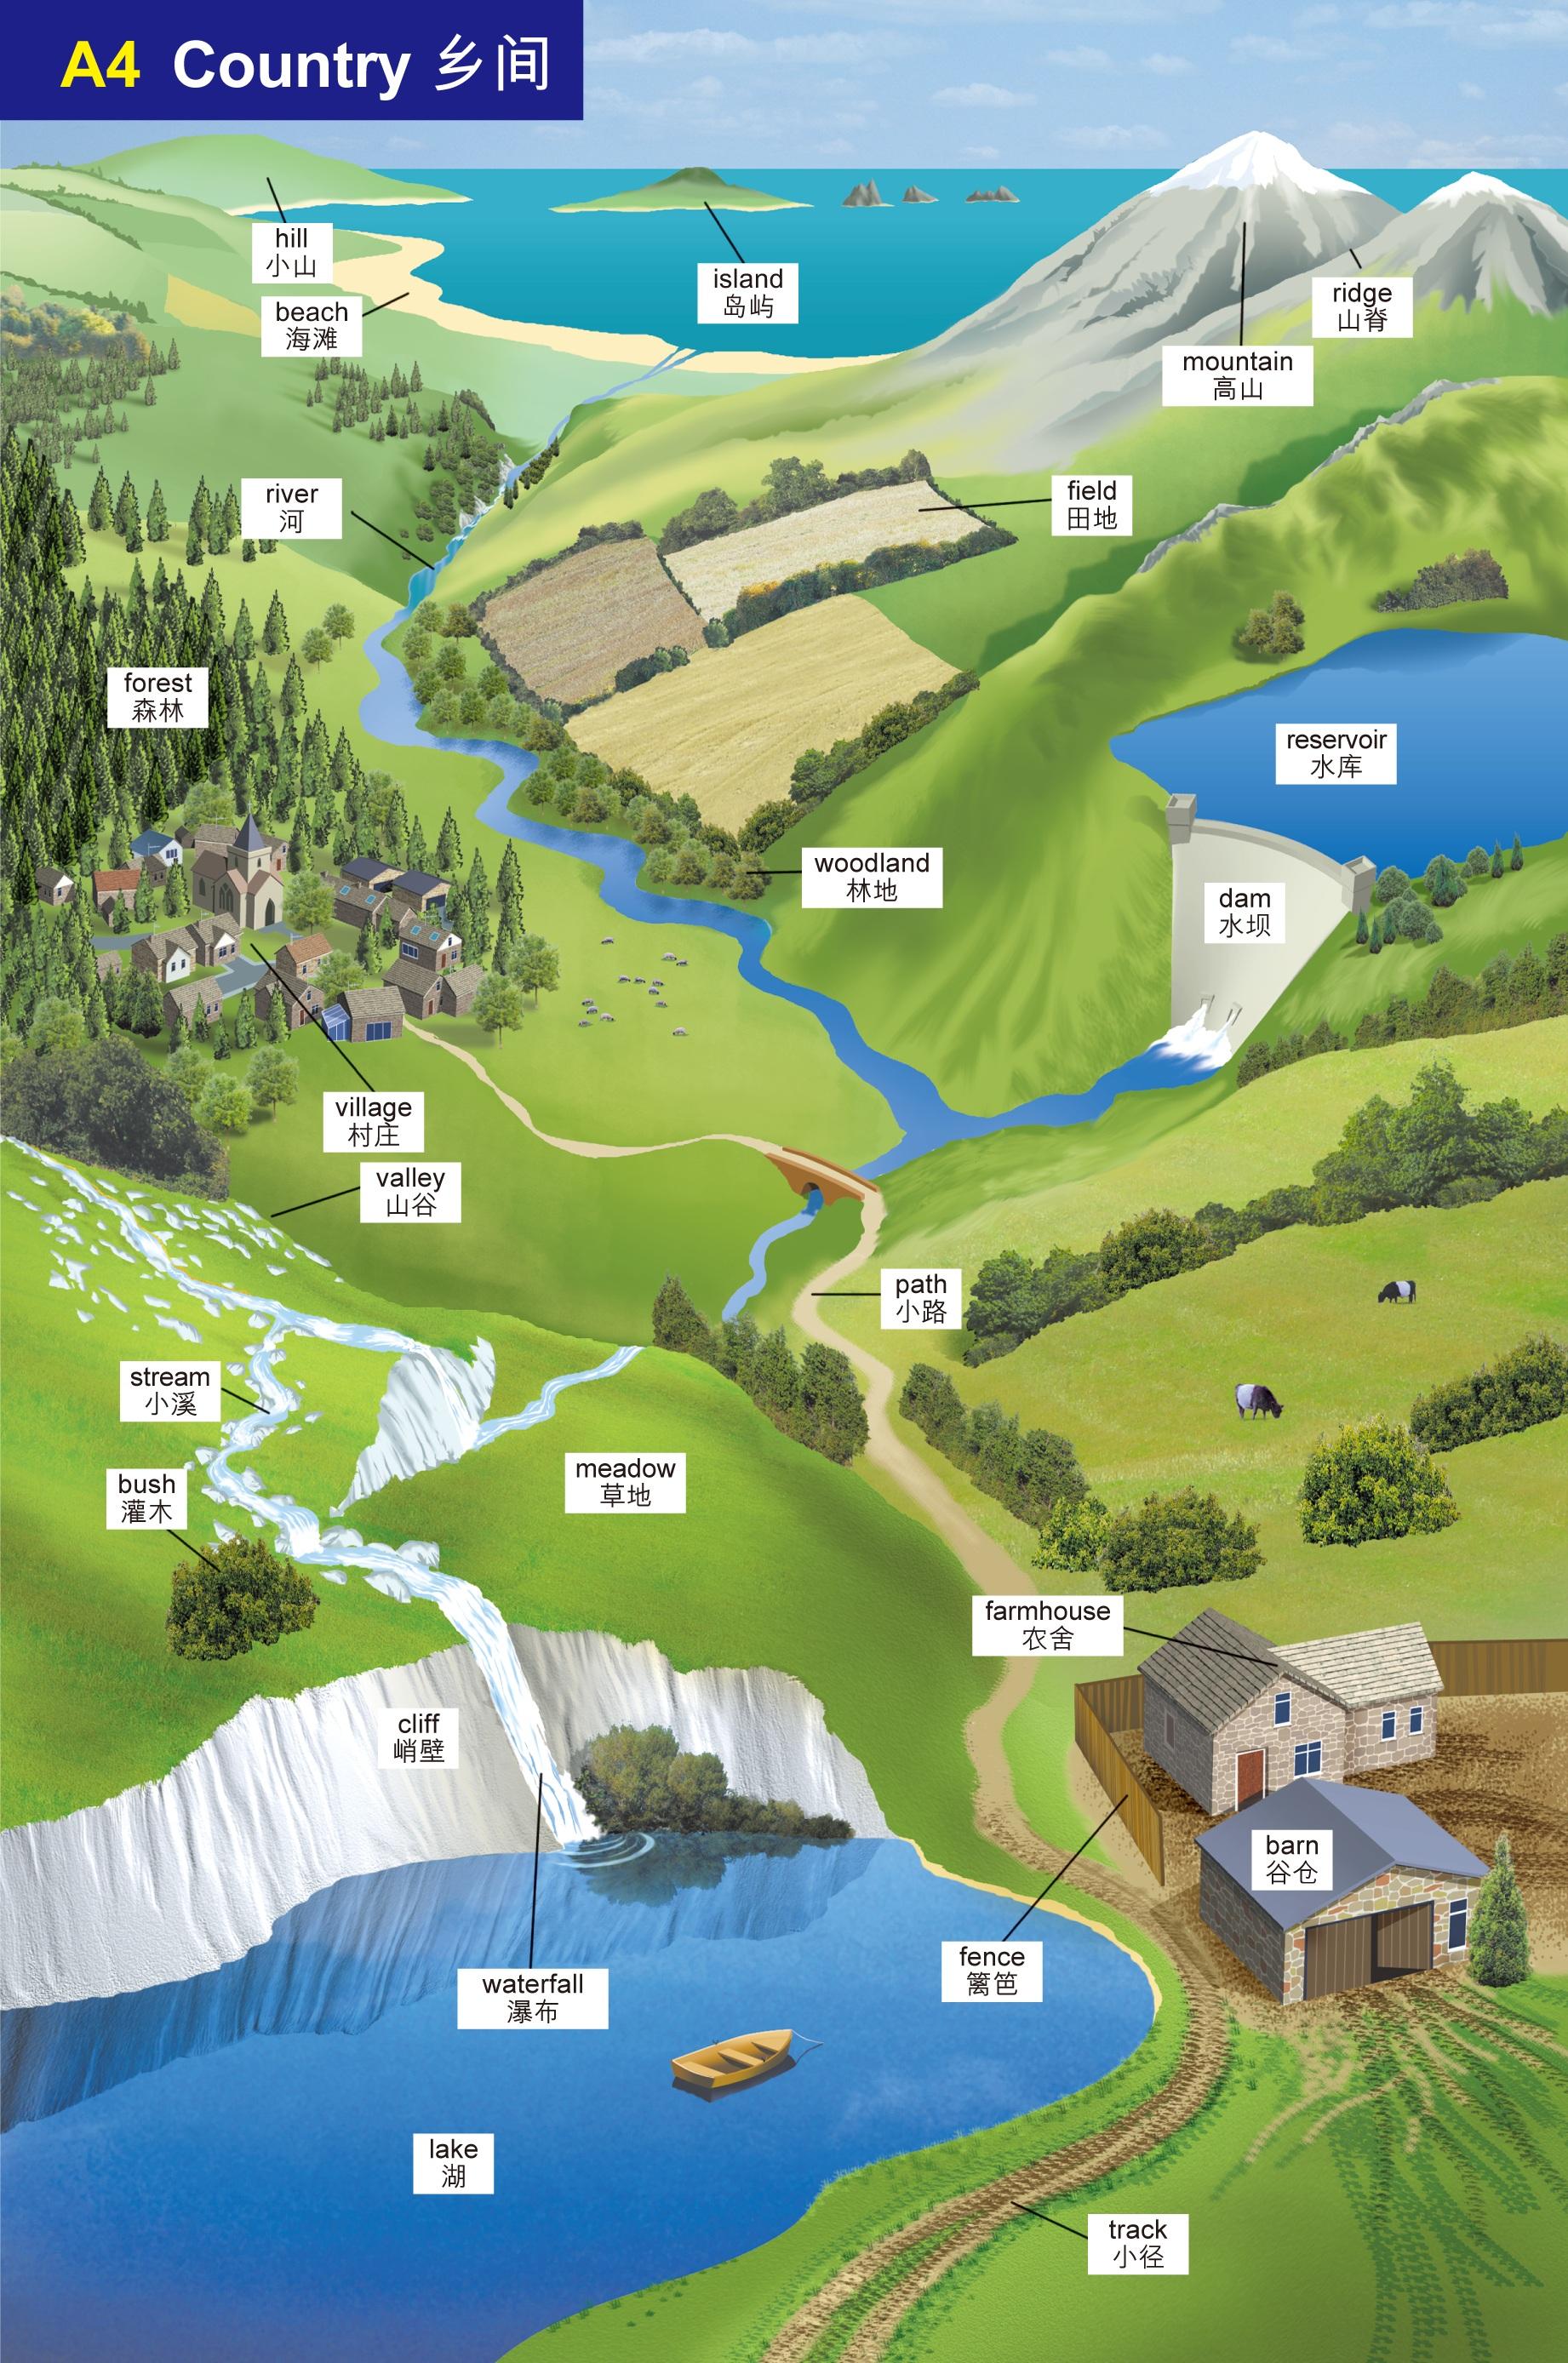 A4 Country 乡间
hill
小山
island
岛屿
ridge
山脊
beach
海滩
mountain
高山
river
河
field
田地
forest
森林
reservoir
水库
woodland
林地
dam
水坝
village
村庄
valley
山谷
path
小路
stream
小溪
meadow
草地
bush
灌木
farmhouse
农舍
cliff
峭壁
barn
谷仓
fence
篱笆
waterfall
瀑布
lake
湖
track
小径